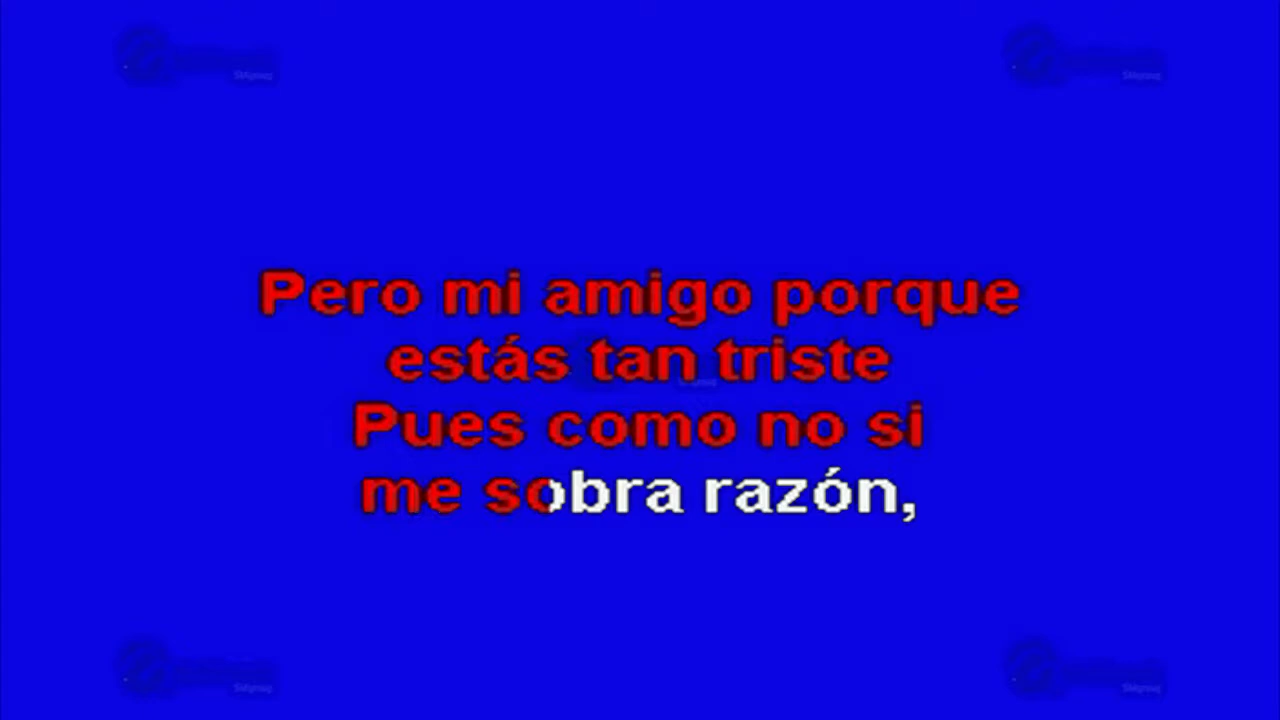 Pero mi amigo porque
estás tan triste
Pues como no si
me sobra razón,